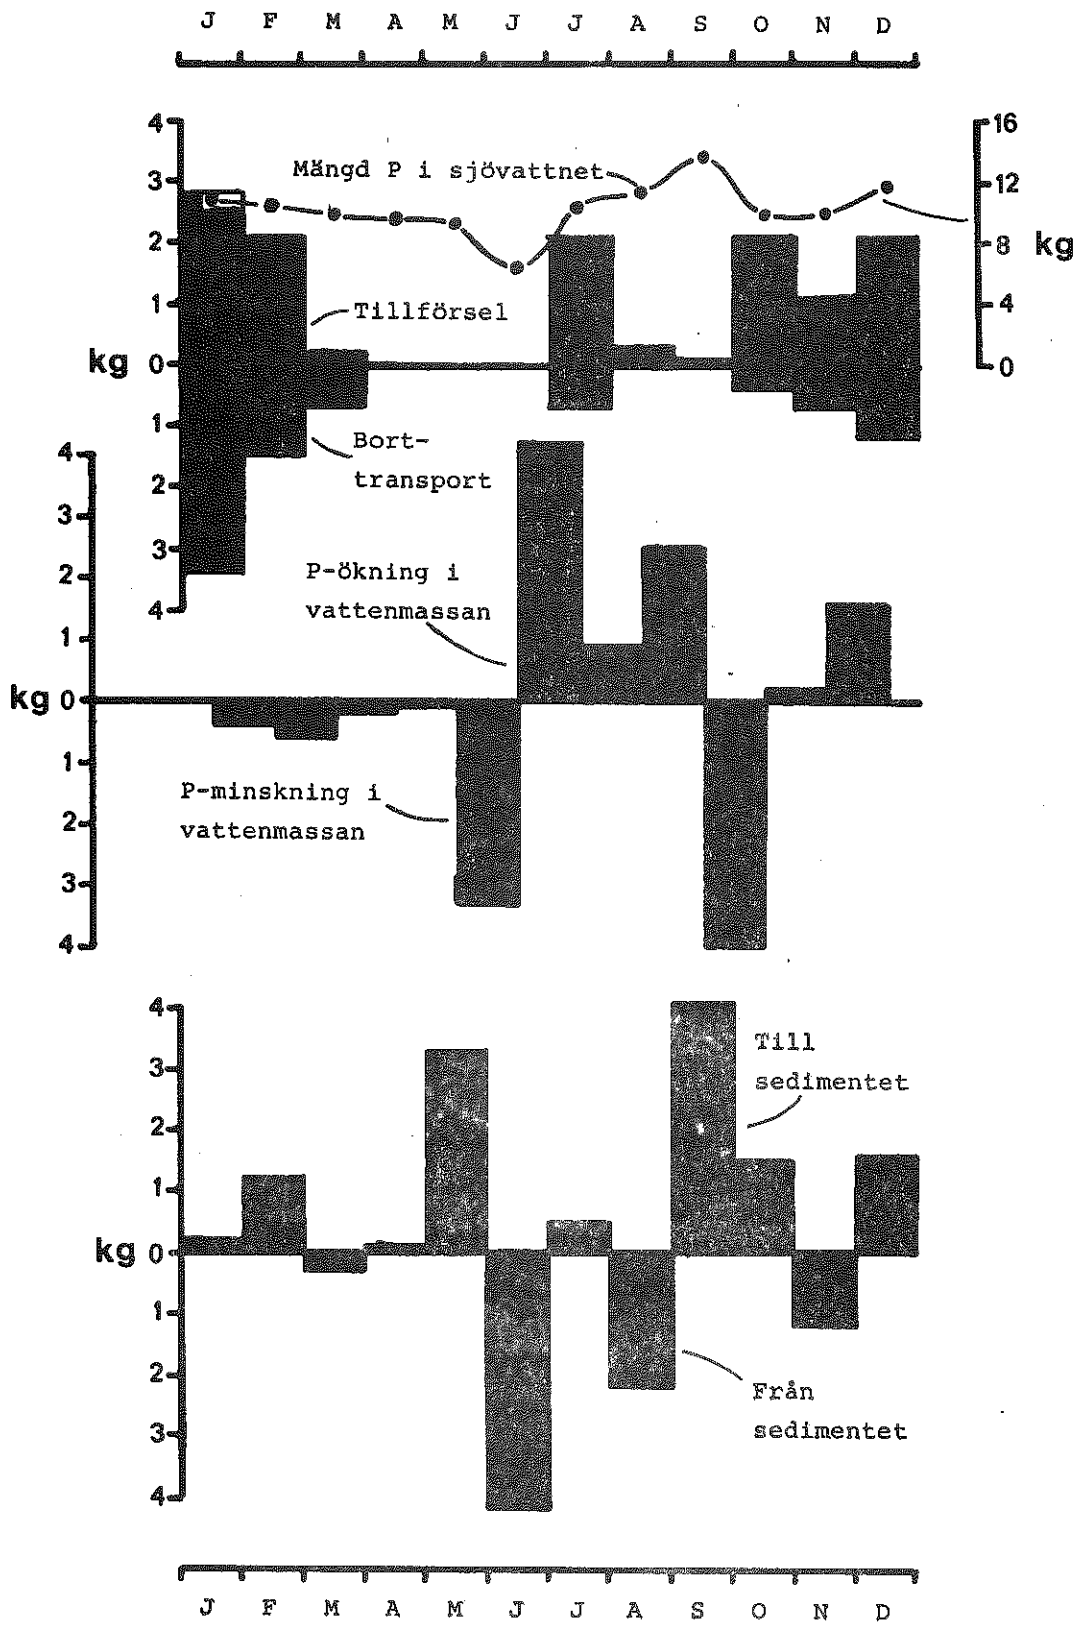 J F M A M J J A S O N D
4
3
2
1
kg 0
1
2
3
4
16
12
8 kg
4
0
Mängd P i sjövattnet
Tillförsel
Bort-
transport
4
3
2
1
kg 0
1
2
3
4
P-ökning i
vattenmassan
P-minskning i
vattenmassan
4
3
2
1
kg 0
1
2
3
4
Till
sedimentet
Från
sedimentet
J F M A M J J A S O N D